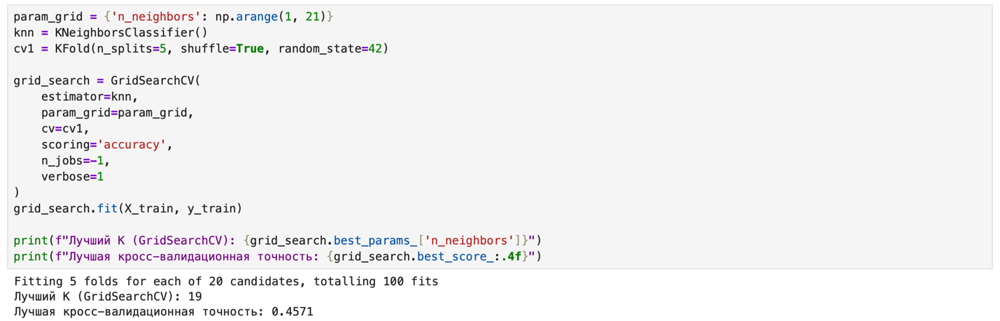 param_grid = {'n_neighbors': np.arange(1, 21)}
knn = KNeighborsClassifier()
cv1 = KFold(n_splits=5, shuffle=True, random_state=42)

grid_search = GridSearchCV(
    estimator=knn,
    param_grid=param_grid,
    cv=cv1,
    scoring='accuracy',
    n_jobs=-1,
    verbose=1
)
grid_search.fit(X_train, y_train)

print(f"Лучший K (GridSearchCV): {grid_search.best_params_['n_neighbors']}")
print(f"Лучшая кросс-валидационная точность: {grid_search.best_score_:.4f}")
Fitting 5 folds for each of 20 candidates, totalling 100 fits
Лучший K (GridSearchCV): 19
Лучшая кросс-валидационная точность: 0.4571